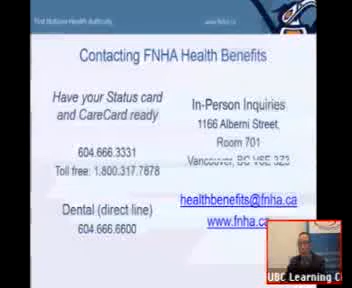 First Nations Health Authority
www.fnha.ca
Contacting FNHA Health Benefits
Have your Status card
and CareCard ready
604.666.3331
Toll free: 1.800.317.7878
Dental (direct line)
604.666.6600
In-Person Inquiries
1166 Alberni Street,
Room 701
Vancouver, BC V6E 3Z3
healthbenefits@fnha.ca
www.fnha.ca
UBC Learning C